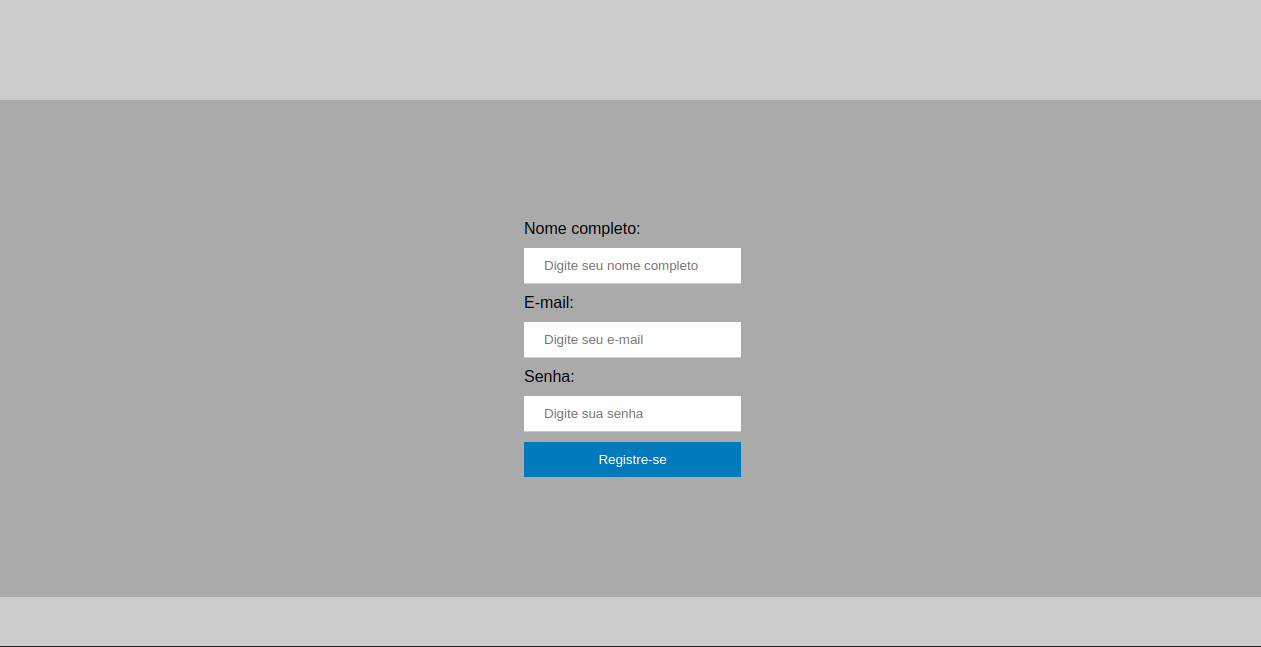 Nome completo:
Digite seu nome completo
E-mail:
Digite seu e-mail
Senha:
Digite sua senha
Registre-se